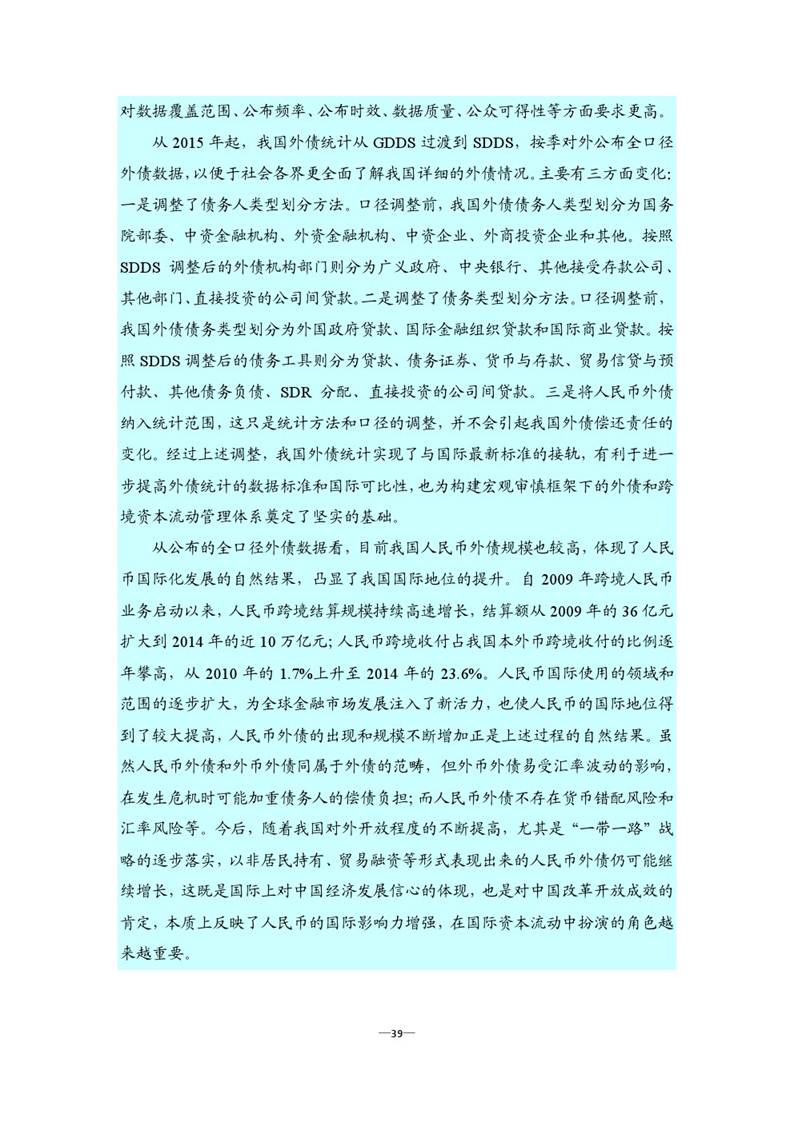 对数据覆盖范围、公布频率、公布时效、数据质量、公众可得性等方面要求更高。
从 2015 年起，我国外债统计从 GDDS 过渡到 SDDS，按季对外公布全口径
外债数据，以便于社会各界更全面了解我国详细的外债情况。主要有三方面变化：
一是调整了债务人类型划分方法。口径调整前，我国外债债务人类型划分为国务
院部委、中资金融机构、外资金融机构、中资企业、外商投资企业和其他。按照
SDDS 调整后的外债机构部门则分为广义政府、中央银行、其他接受存款公司、
其他部门、直接投资的公司间贷款。二是调整了债务类型划分方法。口径调整前，
我国外债债务类型划分为外国政府贷款、国际金融组织贷款和国际商业贷款。按
照 SDDS 调整后的债务工具则分为贷款、债务证券、货币与存款、贸易信贷与预
付款、其他债务负债、SDR 分配、直接投资的公司间贷款。三是将人民币外债
纳入统计范围，这只是统计方法和口径的调整，并不会引起我国外债偿还责任的
变化。经过上述调整，我国外债统计实现了与国际最新标准的接轨，有利于进一
步提高外债统计的数据标准和国际可比性，也为构建宏观审慎框架下的外债和跨
境资本流动管理体系奠定了坚实的基础。
从公布的全口径外债数据看，目前我国人民币外债规模也较高，体现了人民
币国际化发展的自然结果，凸显了我国国际地位的提升。自 2009 年跨境人民币
业务启动以来，人民币跨境结算规模持续高速增长，结算额从 2009 年的 36 亿元
扩大到 2014 年的近 10 万亿元；人民币跨境收付占我国本外币跨境收付的比例逐
年攀高，从 2010 年的 1.7%上升至 2014 年的 23.6%。人民币国际使用的领域和
范围的逐步扩大，为全球金融市场发展注入了新活力，也使人民币的国际地位得
到了较大提高，人民币外债的出现和规模不断增加正是上述过程的自然结果。虽
然人民币外债和外币外债同属于外债的范畴，但外币外债易受汇率波动的影响，
在发生危机时可能加重债务人的偿债负担；而人民币外债不存在货币错配风险和
汇率风险等。今后，随着我国对外开放程度的不断提高，尤其是“一带一路”战
略的逐步落实，以非居民持有、贸易融资等形式表现出来的人民币外债仍可能继
续增长，这既是国际上对中国经济发展信心的体现，也是对中国改革开放成效的
肯定，本质上反映了人民币的国际影响力增强，在国际资本流动中扮演的角色越
来越重要。
—39—